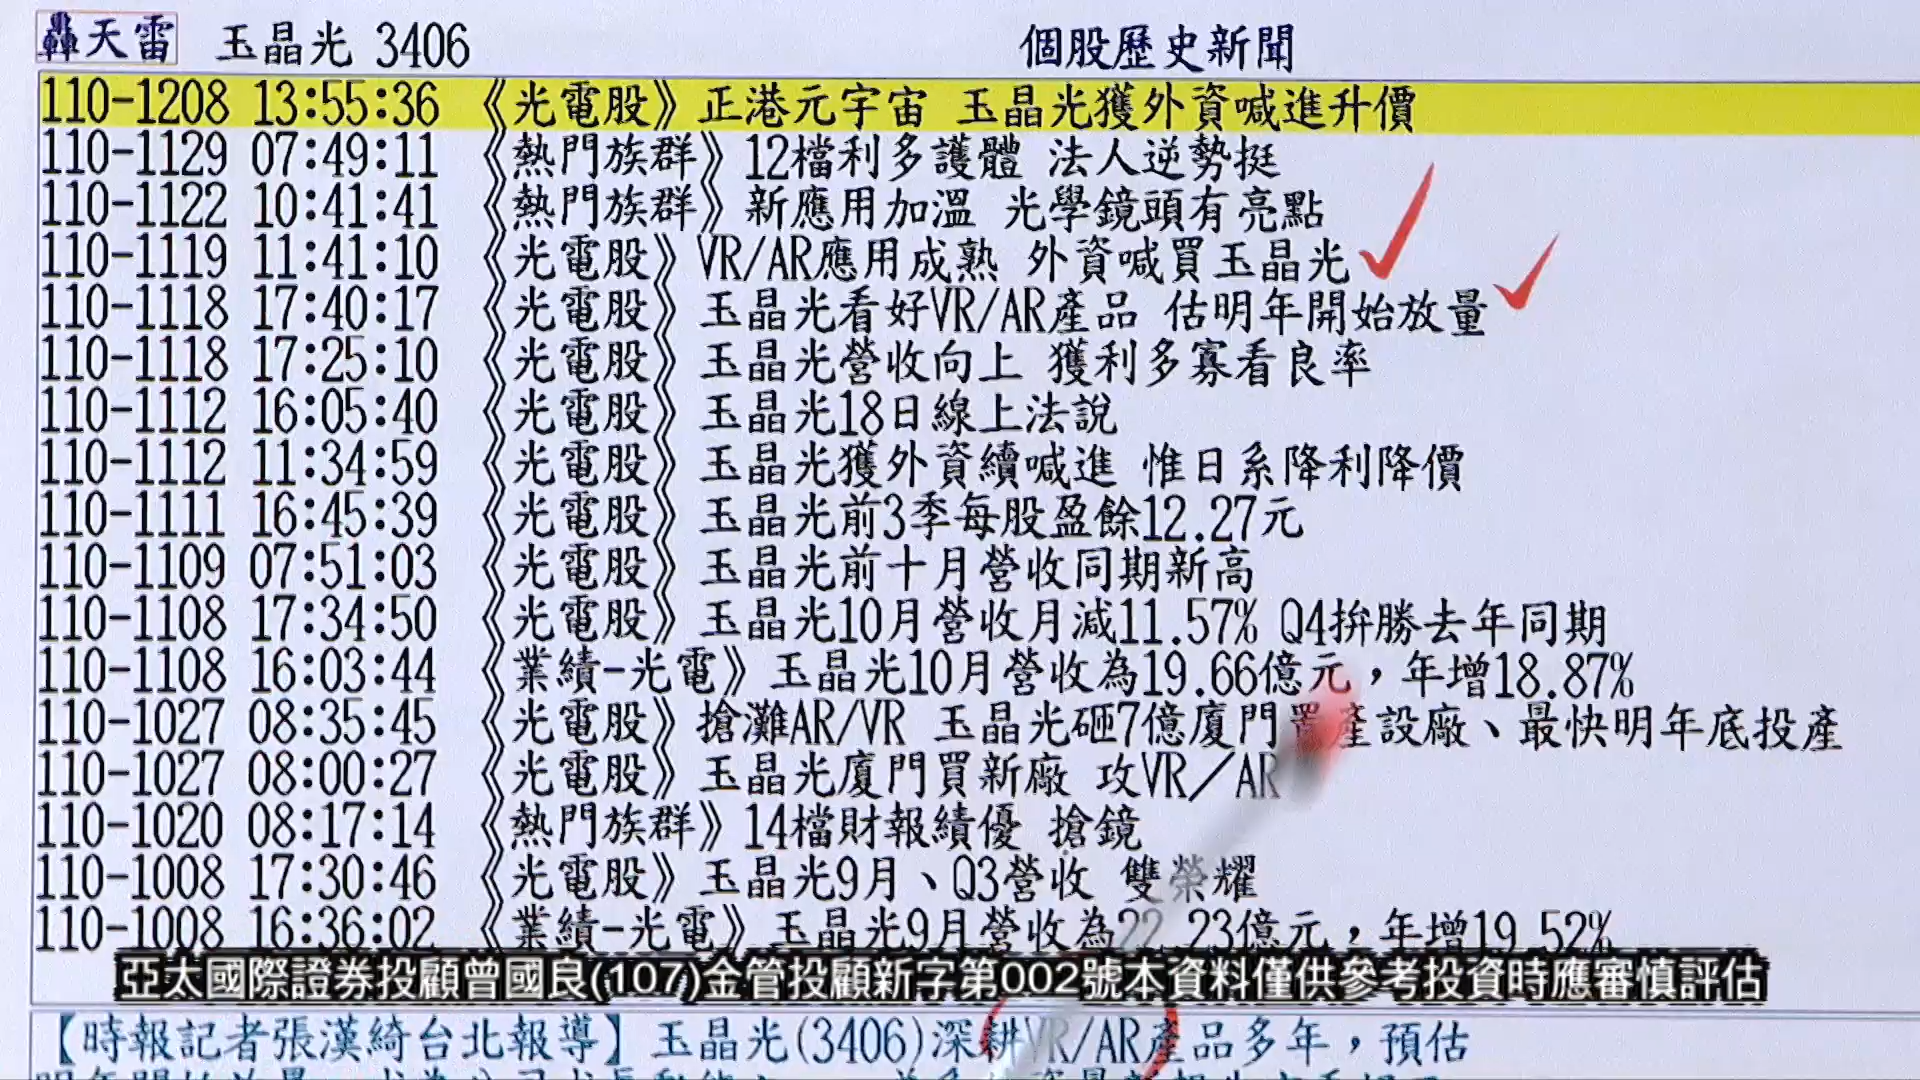 轟天雷 玉晶光 3406 個股歷史新聞
110-1208 13:55:36 《光電股》正港元宇宙 玉晶光獲外資喊進升價
110-1129 07:49:11 《熱門族群》12檔利多護體 法人逆勢挺
110-1122 10:41:41 《熱門族群》新應用加溫 光學鏡頭有亮點
110-1119 11:41:10 《光電股》VR/AR應用成熟 外資喊買玉晶光
110-1118 17:40:17 《光電股》玉晶光看好VR/AR產品 估明年開始放量
110-1118 17:25:10 《光電股》玉晶光營收向上 獲利多寡看良率
110-1112 16:05:40 《光電股》玉晶光18日線上法說
110-1112 11:34:59 《光電股》玉晶光獲外資續喊進 惟日系降利降價
110-1111 16:45:39 《光電股》玉晶光前3季每股盈餘12.27元
110-1109 07:51:03 《光電股》玉晶光前十月營收同期新高
110-1108 17:34:50 《光電股》玉晶光10月營收月減11.57% Q4拚勝去年同期
110-1108 16:03:44 《業績-光電》玉晶光10月營收為19.66億元，年增18.87%
110-1027 08:35:45 《光電股》搶灘AR/VR 玉晶光砸7億廈門置產設廠、最快明年底投產
110-1027 08:00:27 《光電股》玉晶光廈門買新廠 攻VR／AR
110-1020 08:17:14 《熱門族群》14檔財報績優 搶鏡
110-1008 17:30:46 《光電股》玉晶光9月、Q3營收 雙榮耀
110-1008 16:36:02 《業績-光電》玉晶光9月營收為22.23億元，年增19.52%
亞太國際證券投顧曾國良(107)金管投顧新字第002號本資料僅供參考投資時應審慎評估
【時報記者張漢綺台北報導】玉晶光(3406)深耕VR/AR產品多年，預估